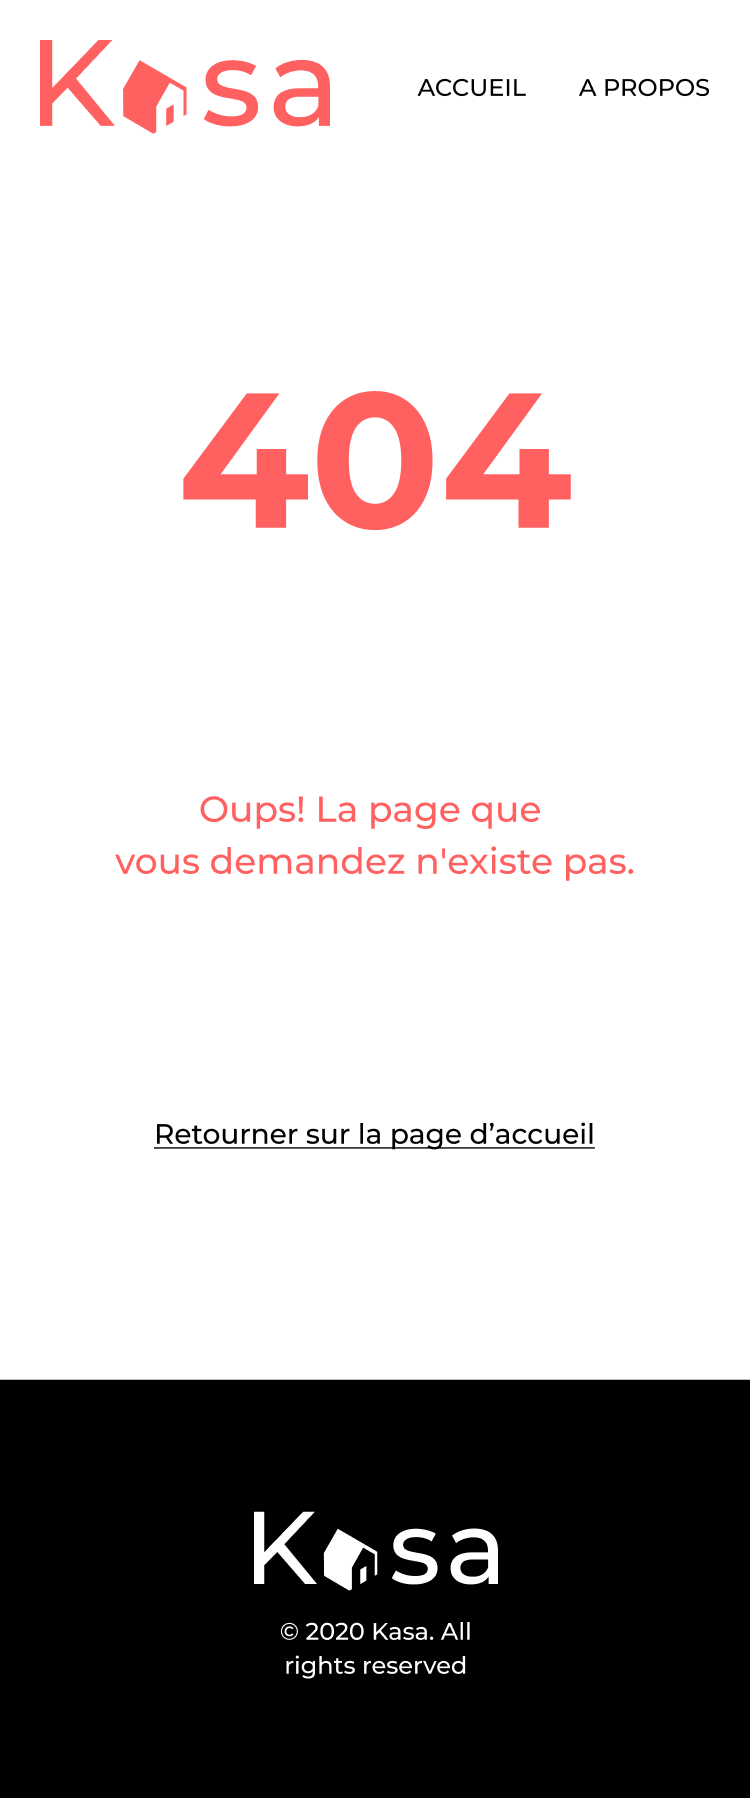 Kasa
ACCUEIL A PROPOS
404
Oups! La page que
vous demandez n'existe pas.
Retourner sur la page d’accueil
Kasa
© 2020 Kasa. All
rights reserved